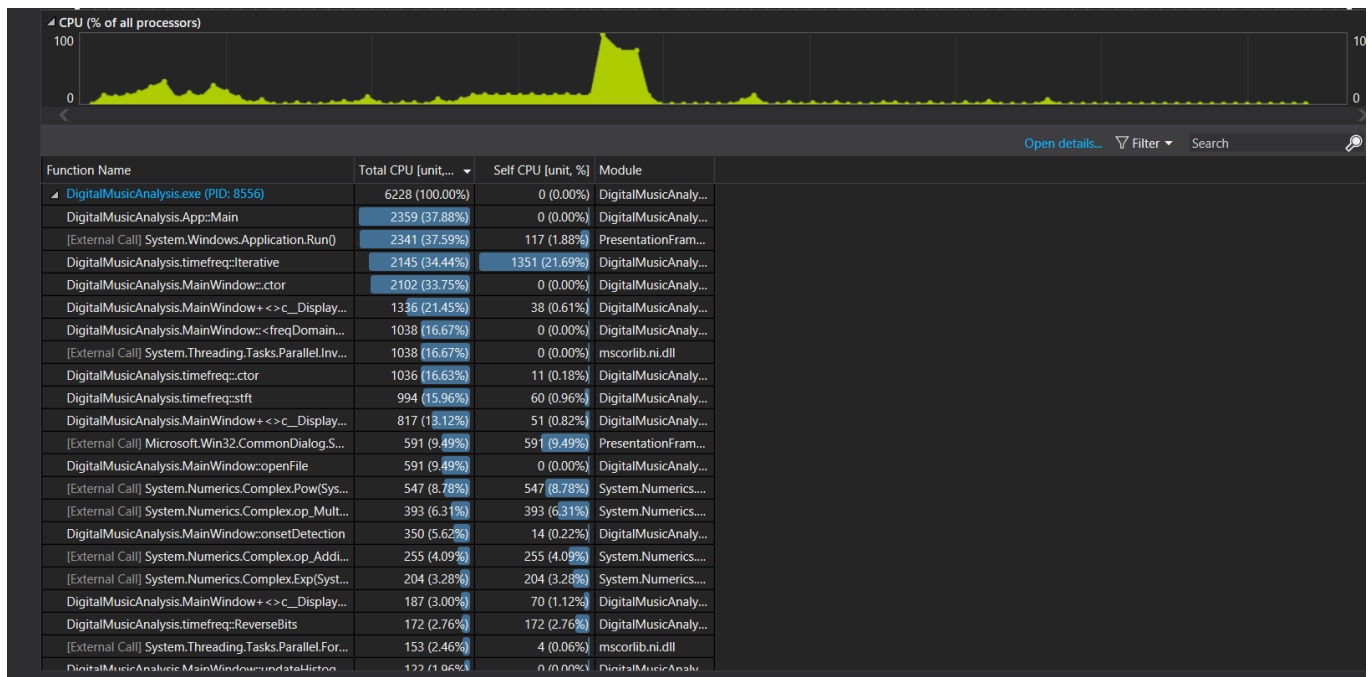 CPU (% of all processors)
100 10
0 0
Open details... Filter Search
Function Name Total CPU [unit,... Self CPU [unit, %] Module
DigitalMusicAnalysis.exe (PID: 8556) 6228 (100.00%) 0 (0.00%) DigitalMusicAnaly...
DigitalMusicAnalysis.App::Main 2359 (37.88%) 0 (0.00%) DigitalMusicAnaly...
[External Call] System.Windows.Application.Run() 2341 (37.59%) 117 (1.88%) PresentationFram...
DigitalMusicAnalysis.timefreq::Iterative 2145 (34.44%) 1351 (21.69%) DigitalMusicAnaly...
DigitalMusicAnalysis.MainWindow::.ctor 2102 (33.75%) 0 (0.00%) DigitalMusicAnaly...
DigitalMusicAnalysis.MainWindow+<>c__Display... 1336 (21.45%) 38 (0.61%) DigitalMusicAnaly...
DigitalMusicAnalysis.MainWindow::<freqDomain... 1038 (16.67%) 0 (0.00%) DigitalMusicAnaly...
[External Call] System.Threading.Tasks.Parallel.Inv... 1038 (16.67%) 0 (0.00%) mscorlib.ni.dll
DigitalMusicAnalysis.timefreq::.ctor 1036 (16.63%) 11 (0.18%) DigitalMusicAnaly...
DigitalMusicAnalysis.timefreq::stft 994 (15.96%) 60 (0.96%) DigitalMusicAnaly...
DigitalMusicAnalysis.MainWindow+<>c__Display... 817 (13.12%) 51 (0.82%) DigitalMusicAnaly...
[External Call] Microsoft.Win32.CommonDialog.S... 591 (9.49%) 591 (9.49%) PresentationFram...
DigitalMusicAnalysis.MainWindow::openFile 591 (9.49%) 0 (0.00%) DigitalMusicAnaly...
[External Call] System.Numerics.Complex.Pow(Sys... 547 (8.78%) 547 (8.78%) System.Numerics....
[External Call] System.Numerics.Complex.op_Mult... 393 (6.31%) 393 (6.31%) System.Numerics....
DigitalMusicAnalysis.MainWindow::onsetDetection 350 (5.62%) 14 (0.22%) DigitalMusicAnaly...
[External Call] System.Numerics.Complex.op_Addi... 255 (4.09%) 255 (4.09%) System.Numerics....
[External Call] System.Numerics.Complex.Exp(Syst... 204 (3.28%) 204 (3.28%) System.Numerics....
DigitalMusicAnalysis.MainWindow+<>c__Display... 187 (3.00%) 70 (1.12%) DigitalMusicAnaly...
DigitalMusicAnalysis.timefreq::ReverseBits 172 (2.76%) 172 (2.76%) DigitalMusicAnaly...
[External Call] System.Threading.Tasks.Parallel.For... 153 (2.46%) 4 (0.06%) mscorlib.ni.dll
DigitalMusicAnalysis.MainWindow::updateHistog... 122 (1.96%) 0 (0.00%) DigitalMusicAnaly...